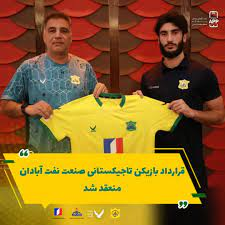 قرارداد بازیکن تاجیکستانی صنعت نفت آبادان
منعقد شد